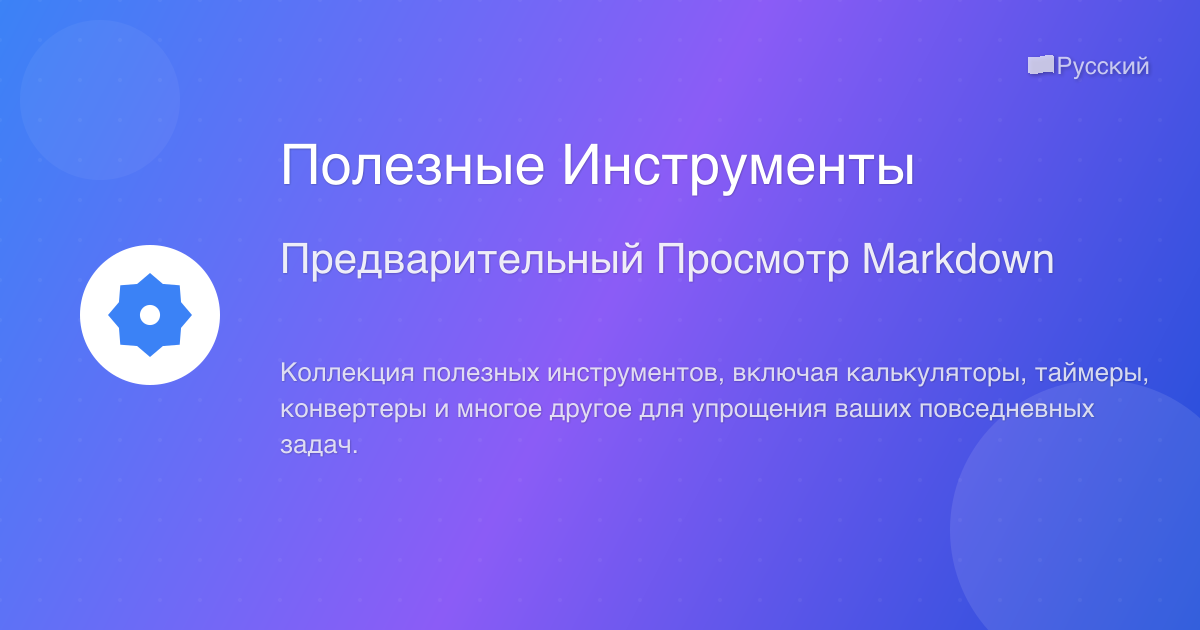 Русский
Полезные Инструменты
Предварительный Просмотр Markdown
Коллекция полезных инструментов, включая калькуляторы, таймеры,
конвертеры и многое другое для упрощения ваших повседневных
задач.